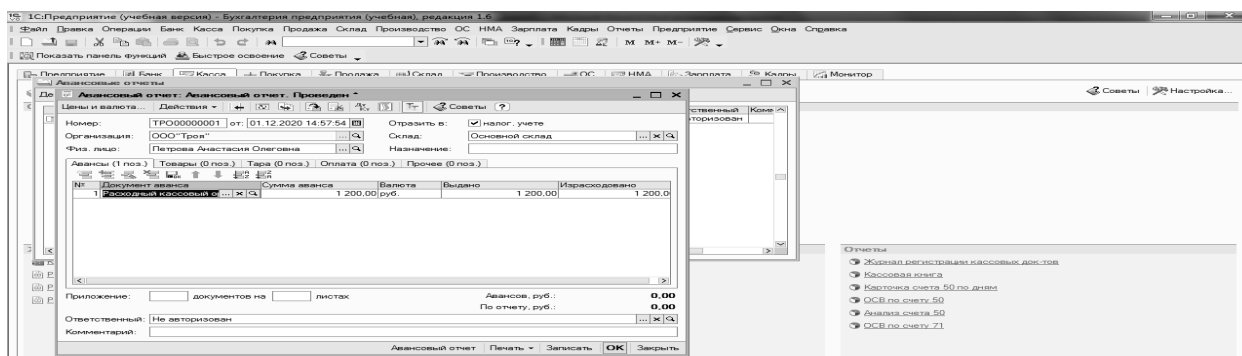 1С:Предприятие (учебная версия) - Бухгалтерия предприятия (учебная), редакция 1.6
Файл Правка Операции Банк Касса Покупка Продажа Склад Производство ОС НМА Зарплата Кадры Отчеты Предприятие Сервис Окна Справка
M M+ M-
Показать панель функций Быстрое освоение Советы
Предприятие Банк Касса Покупка Продажа Склад Производство ОС НМА Зарплата Кадры Монитор
Авансовые отчеты
Советы Настройка...
Де
Авансовый отчет: Авансовый отчет. Проведен *
Цены и валюта... Действия Советы ?
Номер: ТРО00000001 от: 01.12.2020 14:57:54 Отразить в: налог. учете
Организация: ООО"Троя" Склад: Основной склад
Физ. лицо: Петрова Анастасия Олеговна Назначение:
Авансы (1 поз.) Товары (0 поз.) Тара (0 поз.) Оплата (0 поз.) Прочее (0 поз.)
№ Документ аванса Сумма аванса Валюта Выдано Израсходовано
1 Расходный кассовый о ... 1 200,00 руб. 1 200,00 1 200,0
ственный Комм
торизован
Приложение: документов на листах Авансов, руб.: 0,00
По отчету, руб.: 0,00
Ответственный: Не авторизован
Комментарий:
Авансовый отчет Печать Записать OK Закрыть
Отчеты
Журнал регистрации кассовых док-тов
Кассовая книга
Карточка счета 50 по дням
ОСВ по счету 50
Анализ счета 50
ОСВ по счету 71